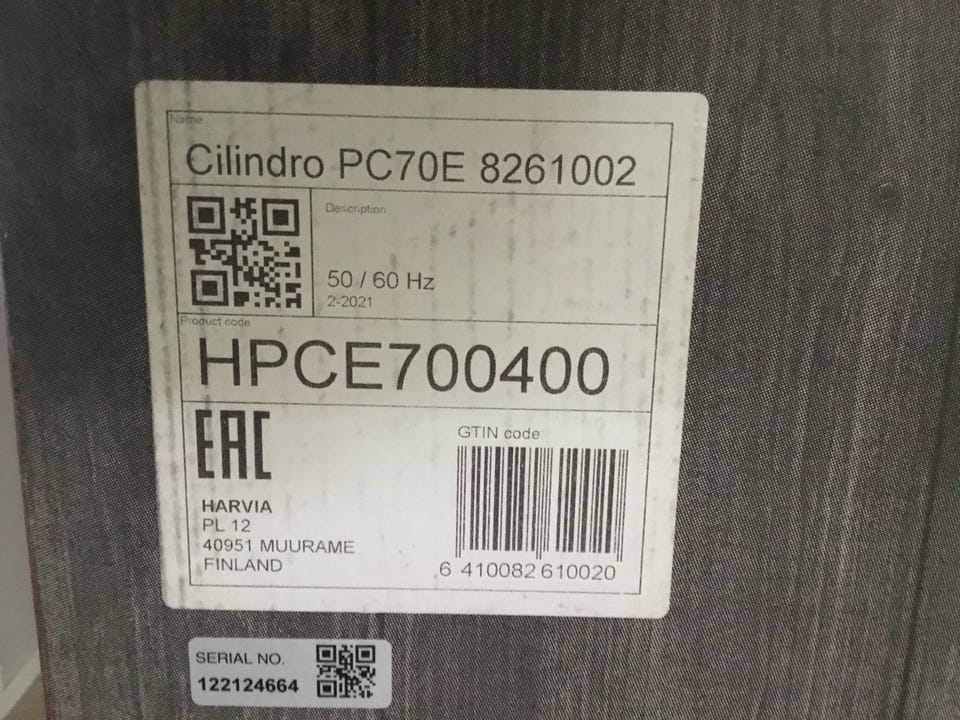 Name
Cilindro PC70E 8261002
Description
50 / 60 Hz
2-2021
Product code
HPCE700400
EAC
GTIN code:
HARVIA
PL 12
40951 MUURAME
FINLAND
6 410082 610020
SERIAL NO.
122124664